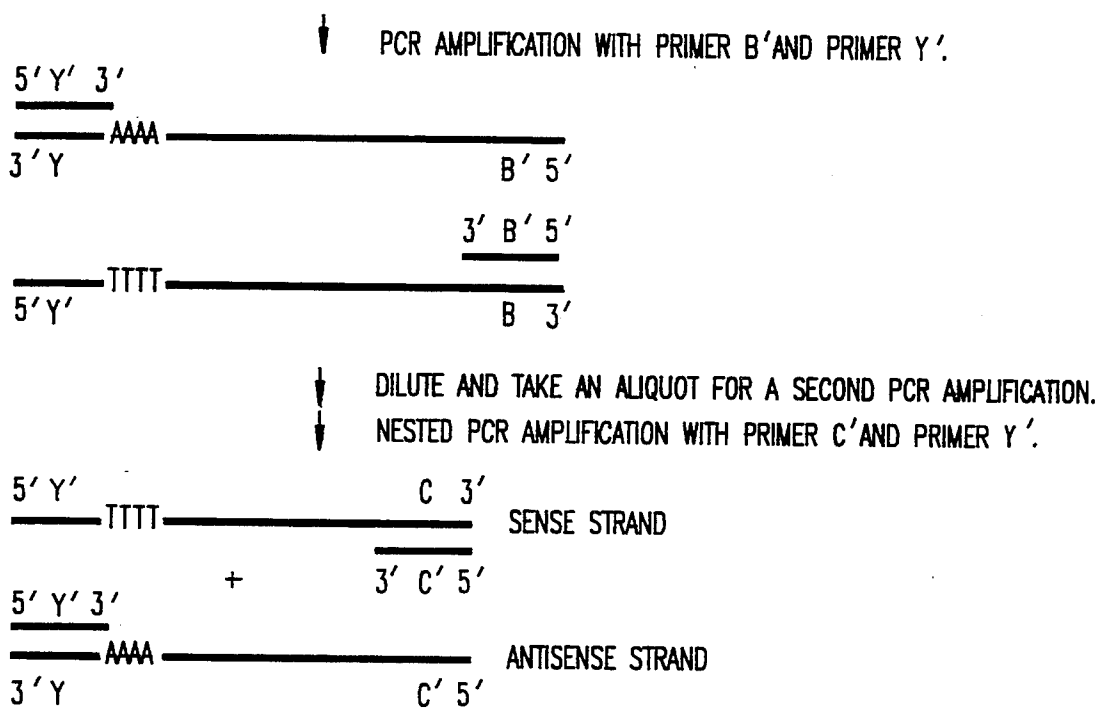 PCR AMPLIFICATION WITH PRIMER B' AND PRIMER Y'.
5' Y' 3'
AAAA
3' Y B' 5'
3' B' 5'
TTTT
5' Y' B 3'
DILUTE AND TAKE AN ALIQUOT FOR A SECOND PCR AMPLIFICATION.
NESTED PCR AMPLIFICATION WITH PRIMER C' AND PRIMER Y'.
5' Y' C 3'
TTTT SENSE STRAND
+ 3' C' 5'
5' Y' 3'
AAAA ANTISENSE STRAND
3' Y C' 5'